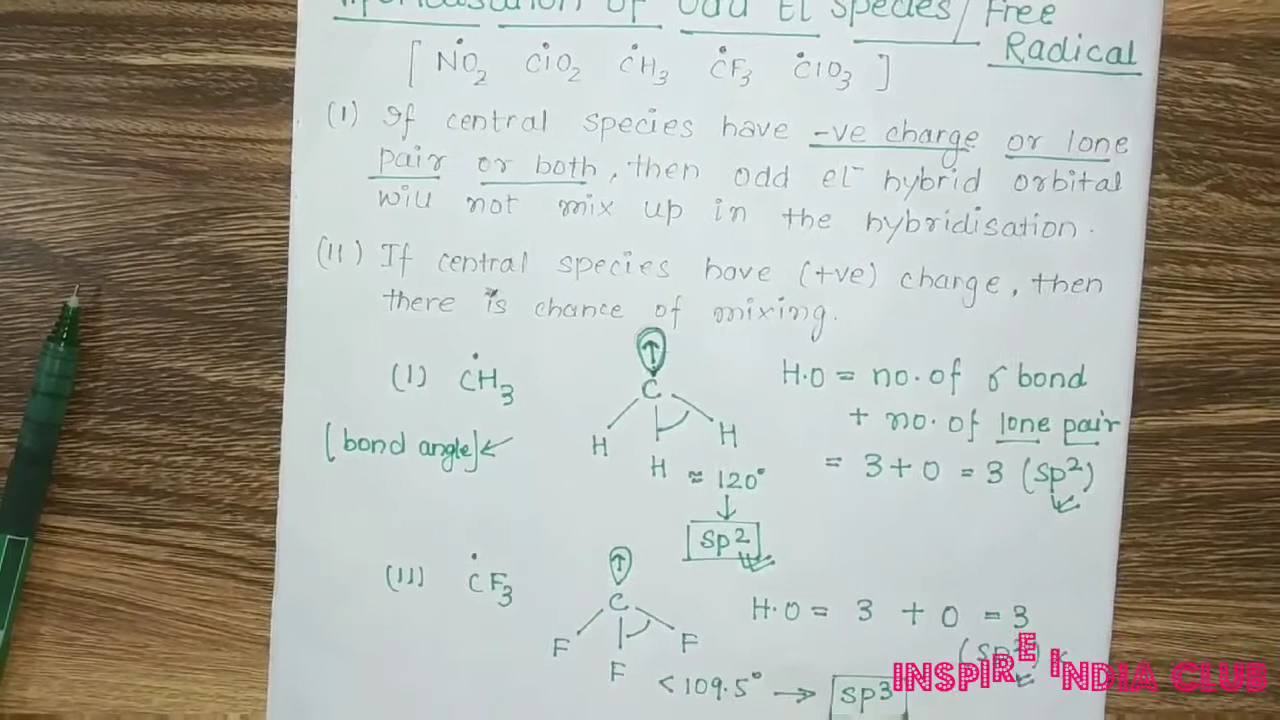 of Odd El Species/Free
Radical
[ NO2 ClO2 CH3 CF3 ClO3 ]
(I) If central species have -ve charge or lone
pair or both, then odd el⁻ hybrid orbital
will not mix up in the hybridisation.
(II) If central species have (+ve) charge, then
there is chance of mixing.
(I) ĊH3
C
H
H
H
≈ 120°
↓
sp²
H.O = no. of σ bond
+ no. of lone pair
= 3+0 = 3 (sp²)
[bond angle]↙
(II) ĊF3
C
F
F
F
< 109.5° → sp³
H.O = 3 + 0 = 3
INSPIRE INDIA CLUB